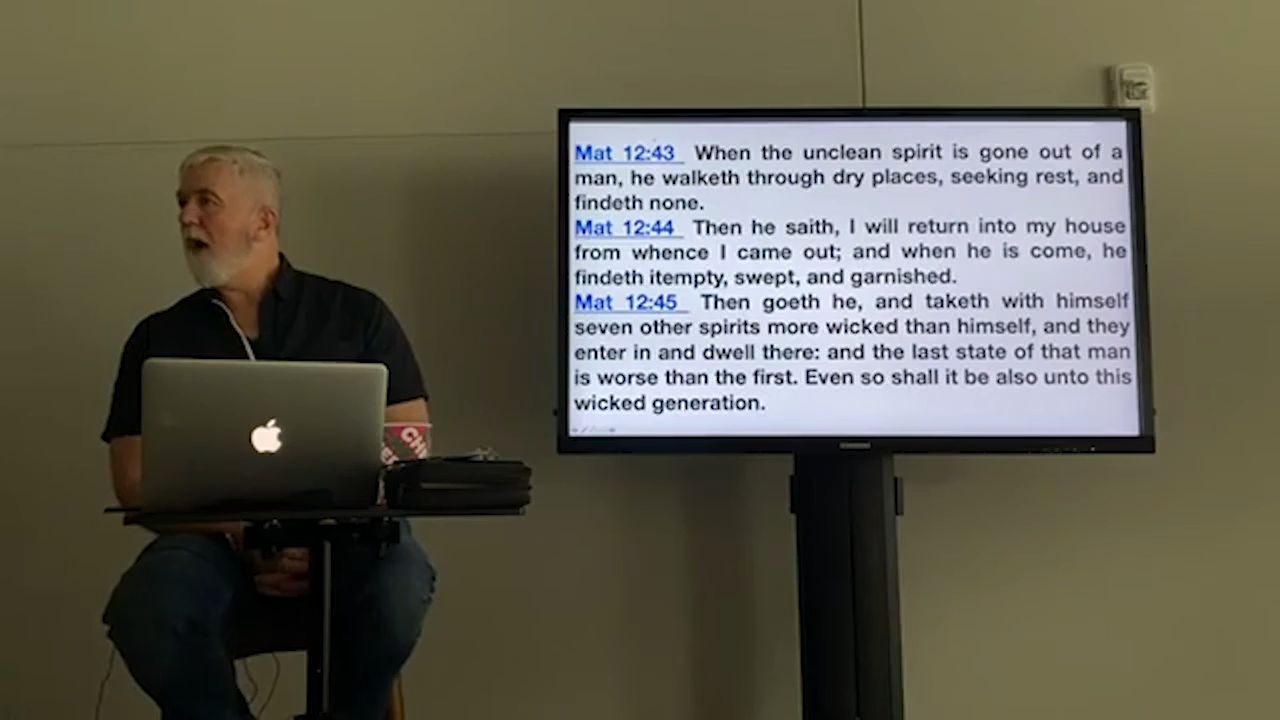 Mat 12:43 When the unclean spirit is gone out of a
man, he walketh through dry places, seeking rest, and
findeth none.
Mat 12:44 Then he saith, I will return into my house
from whence I came out; and when he is come, he
findeth itempty, swept, and garnished.
Mat 12:45 Then goeth he, and taketh with himself
seven other spirits more wicked than himself, and they
enter in and dwell there: and the last state of that man
is worse than the first. Even so shall it be also unto this
wicked generation.